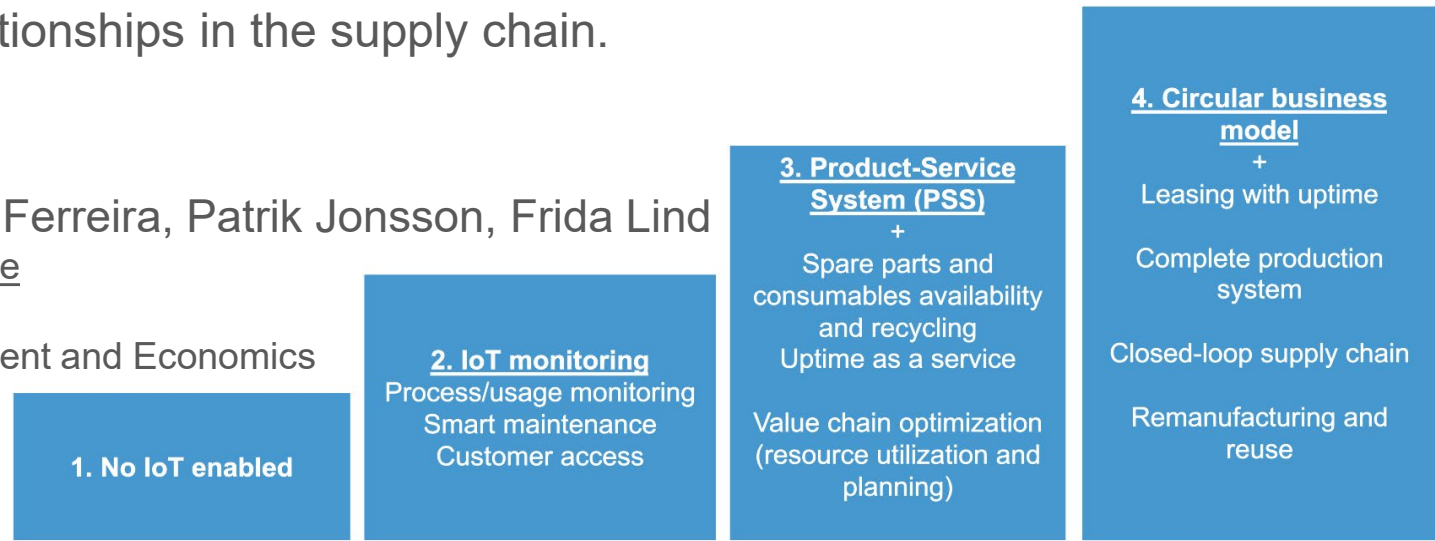 tionships in the supply chain.
Ferreira, Patrik Jonsson, Frida Lind
e
ent and Economics
1. No IoT enabled
2. IoT monitoring
Process/usage monitoring
Smart maintenance
Customer access
3. Product-Service
System (PSS)
+
Spare parts and
consumables availability
and recycling
Uptime as a service
Value chain optimization
(resource utilization and
planning)
4. Circular business
model
+
Leasing with uptime
Complete production
system
Closed-loop supply chain
Remanufacturing and
reuse